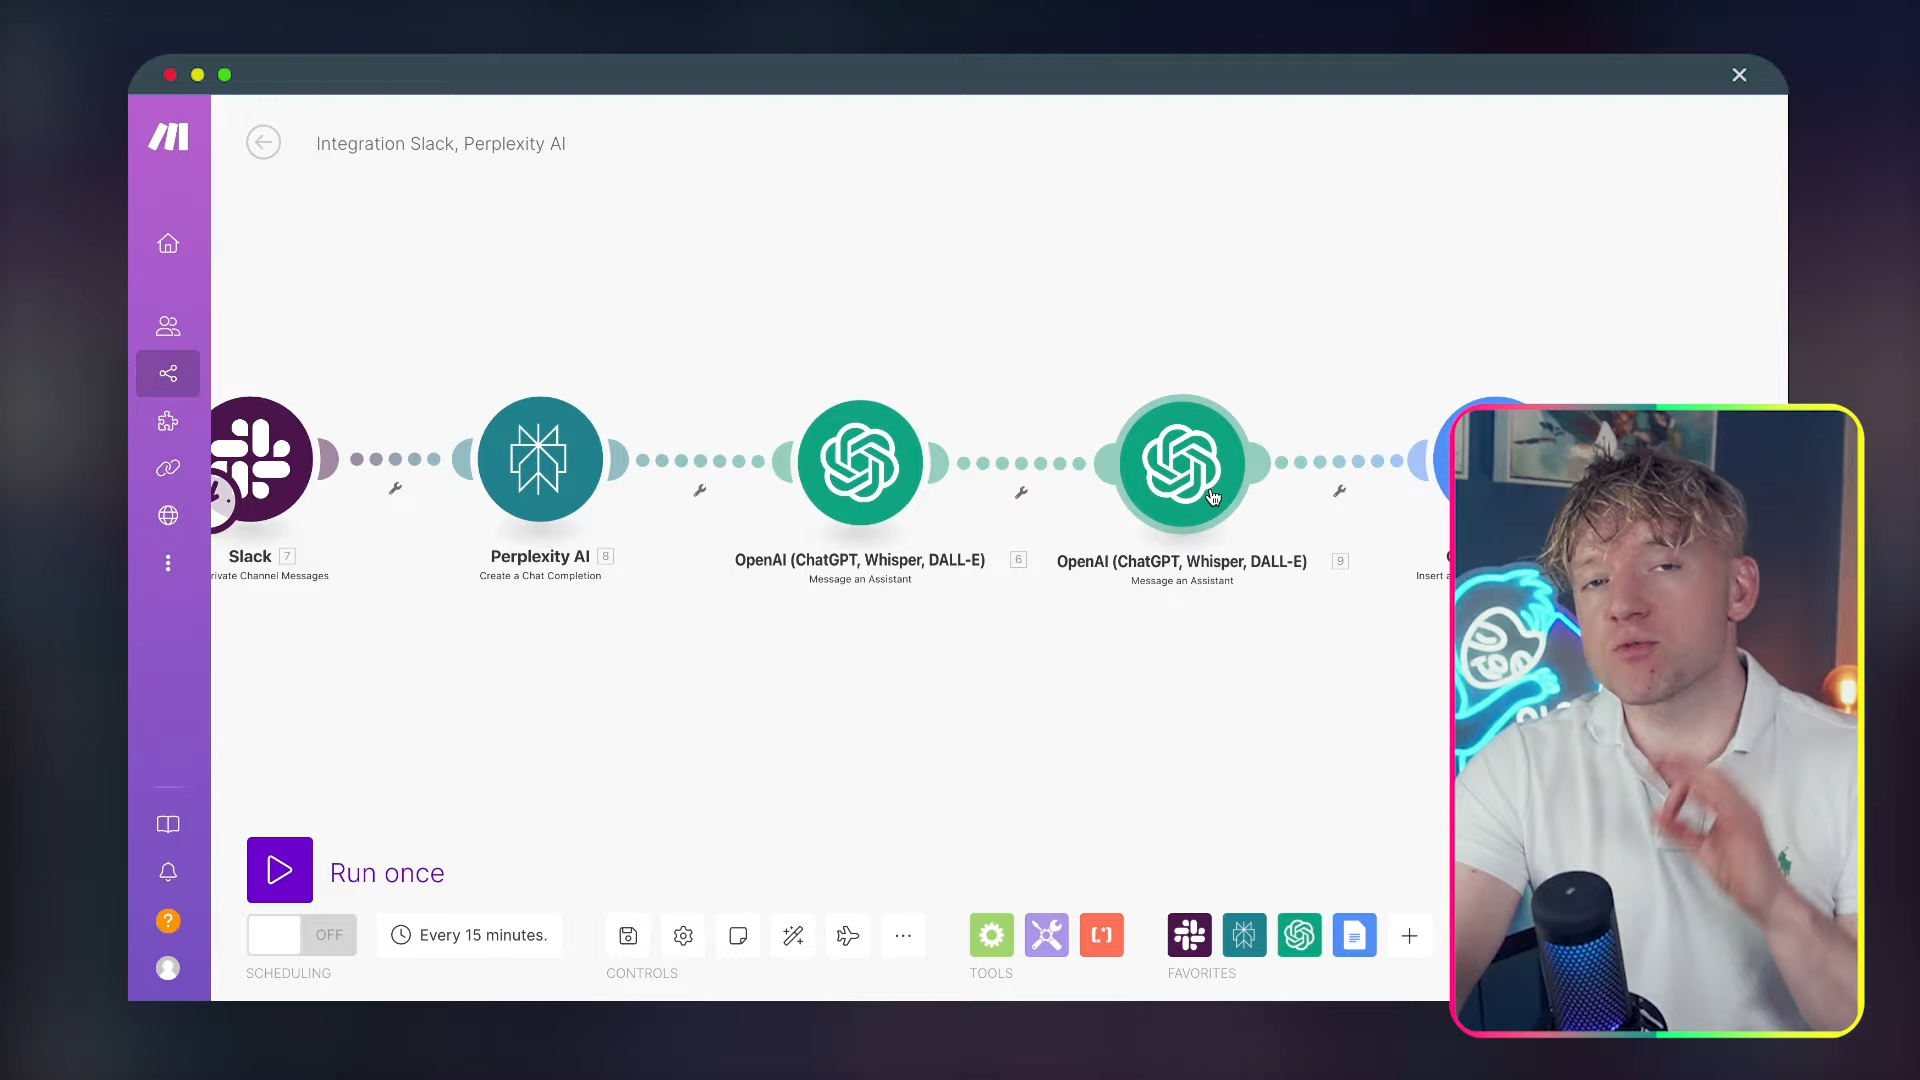 Integration Slack, Perplexity AI
Slack 7
rivate Channel Messages
Perplexity AI 8
Create a Chat Completion
OpenAI (ChatGPT, Whisper, DALL-E) 6
Message an Assistant
OpenAI (ChatGPT, Whisper, DALL-E) 9
Message an Assistant
Insert a
Run once
OFF
Every 15 minutes.
SCHEDULING
CONTROLS
TOOLS
FAVORITES